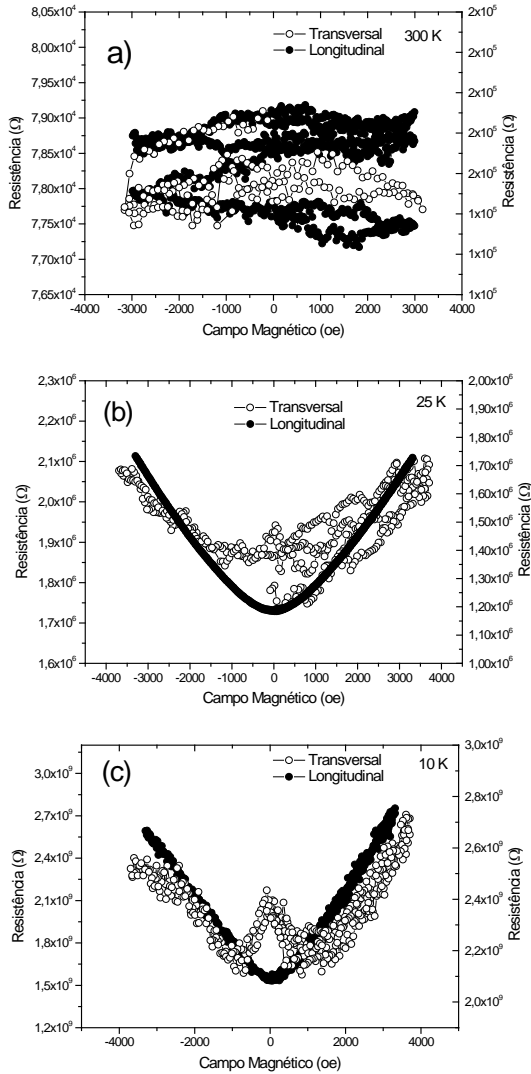 a)
Transversal
Longitudinal
300 K
8,05x10⁴
8,00x10⁴
7,95x10⁴
7,90x10⁴
7,85x10⁴
7,80x10⁴
7,75x10⁴
7,70x10⁴
7,65x10⁴
Resistência (Ω)
2x10⁵
2x10⁵
2x10⁵
2x10⁵
2x10⁵
1x10⁵
1x10⁵
1x10⁵
Resistência (Ω)
-4000 -3000 -2000 -1000 0 1000 2000 3000 4000
Campo Magnético (oe)
(b)
Transversal
Longitudinal
25 K
2,3x10⁶
2,2x10⁶
2,1x10⁶
2,0x10⁶
1,9x10⁶
1,8x10⁶
1,7x10⁶
1,6x10⁶
Resistência (Ω)
2,00x10⁶
1,90x10⁶
1,80x10⁶
1,70x10⁶
1,60x10⁶
1,50x10⁶
1,40x10⁶
1,30x10⁶
1,20x10⁶
1,10x10⁶
1,00x10⁶
Resistência (Ω)
-4000 -3000 -2000 -1000 0 1000 2000 3000 4000
Campo Magnético (oe)
(c)
Transversal
Longitudinal
10 K
3,0x10⁹
2,7x10⁹
2,4x10⁹
2,1x10⁹
1,8x10⁹
1,5x10⁹
1,2x10⁹
Resistência (Ω)
3,0x10⁹
2,8x10⁹
2,6x10⁹
2,4x10⁹
2,2x10⁹
2,0x10⁹
Resistência (Ω)
-4000 -2000 0 2000 4000
Campo Magnético (oe)